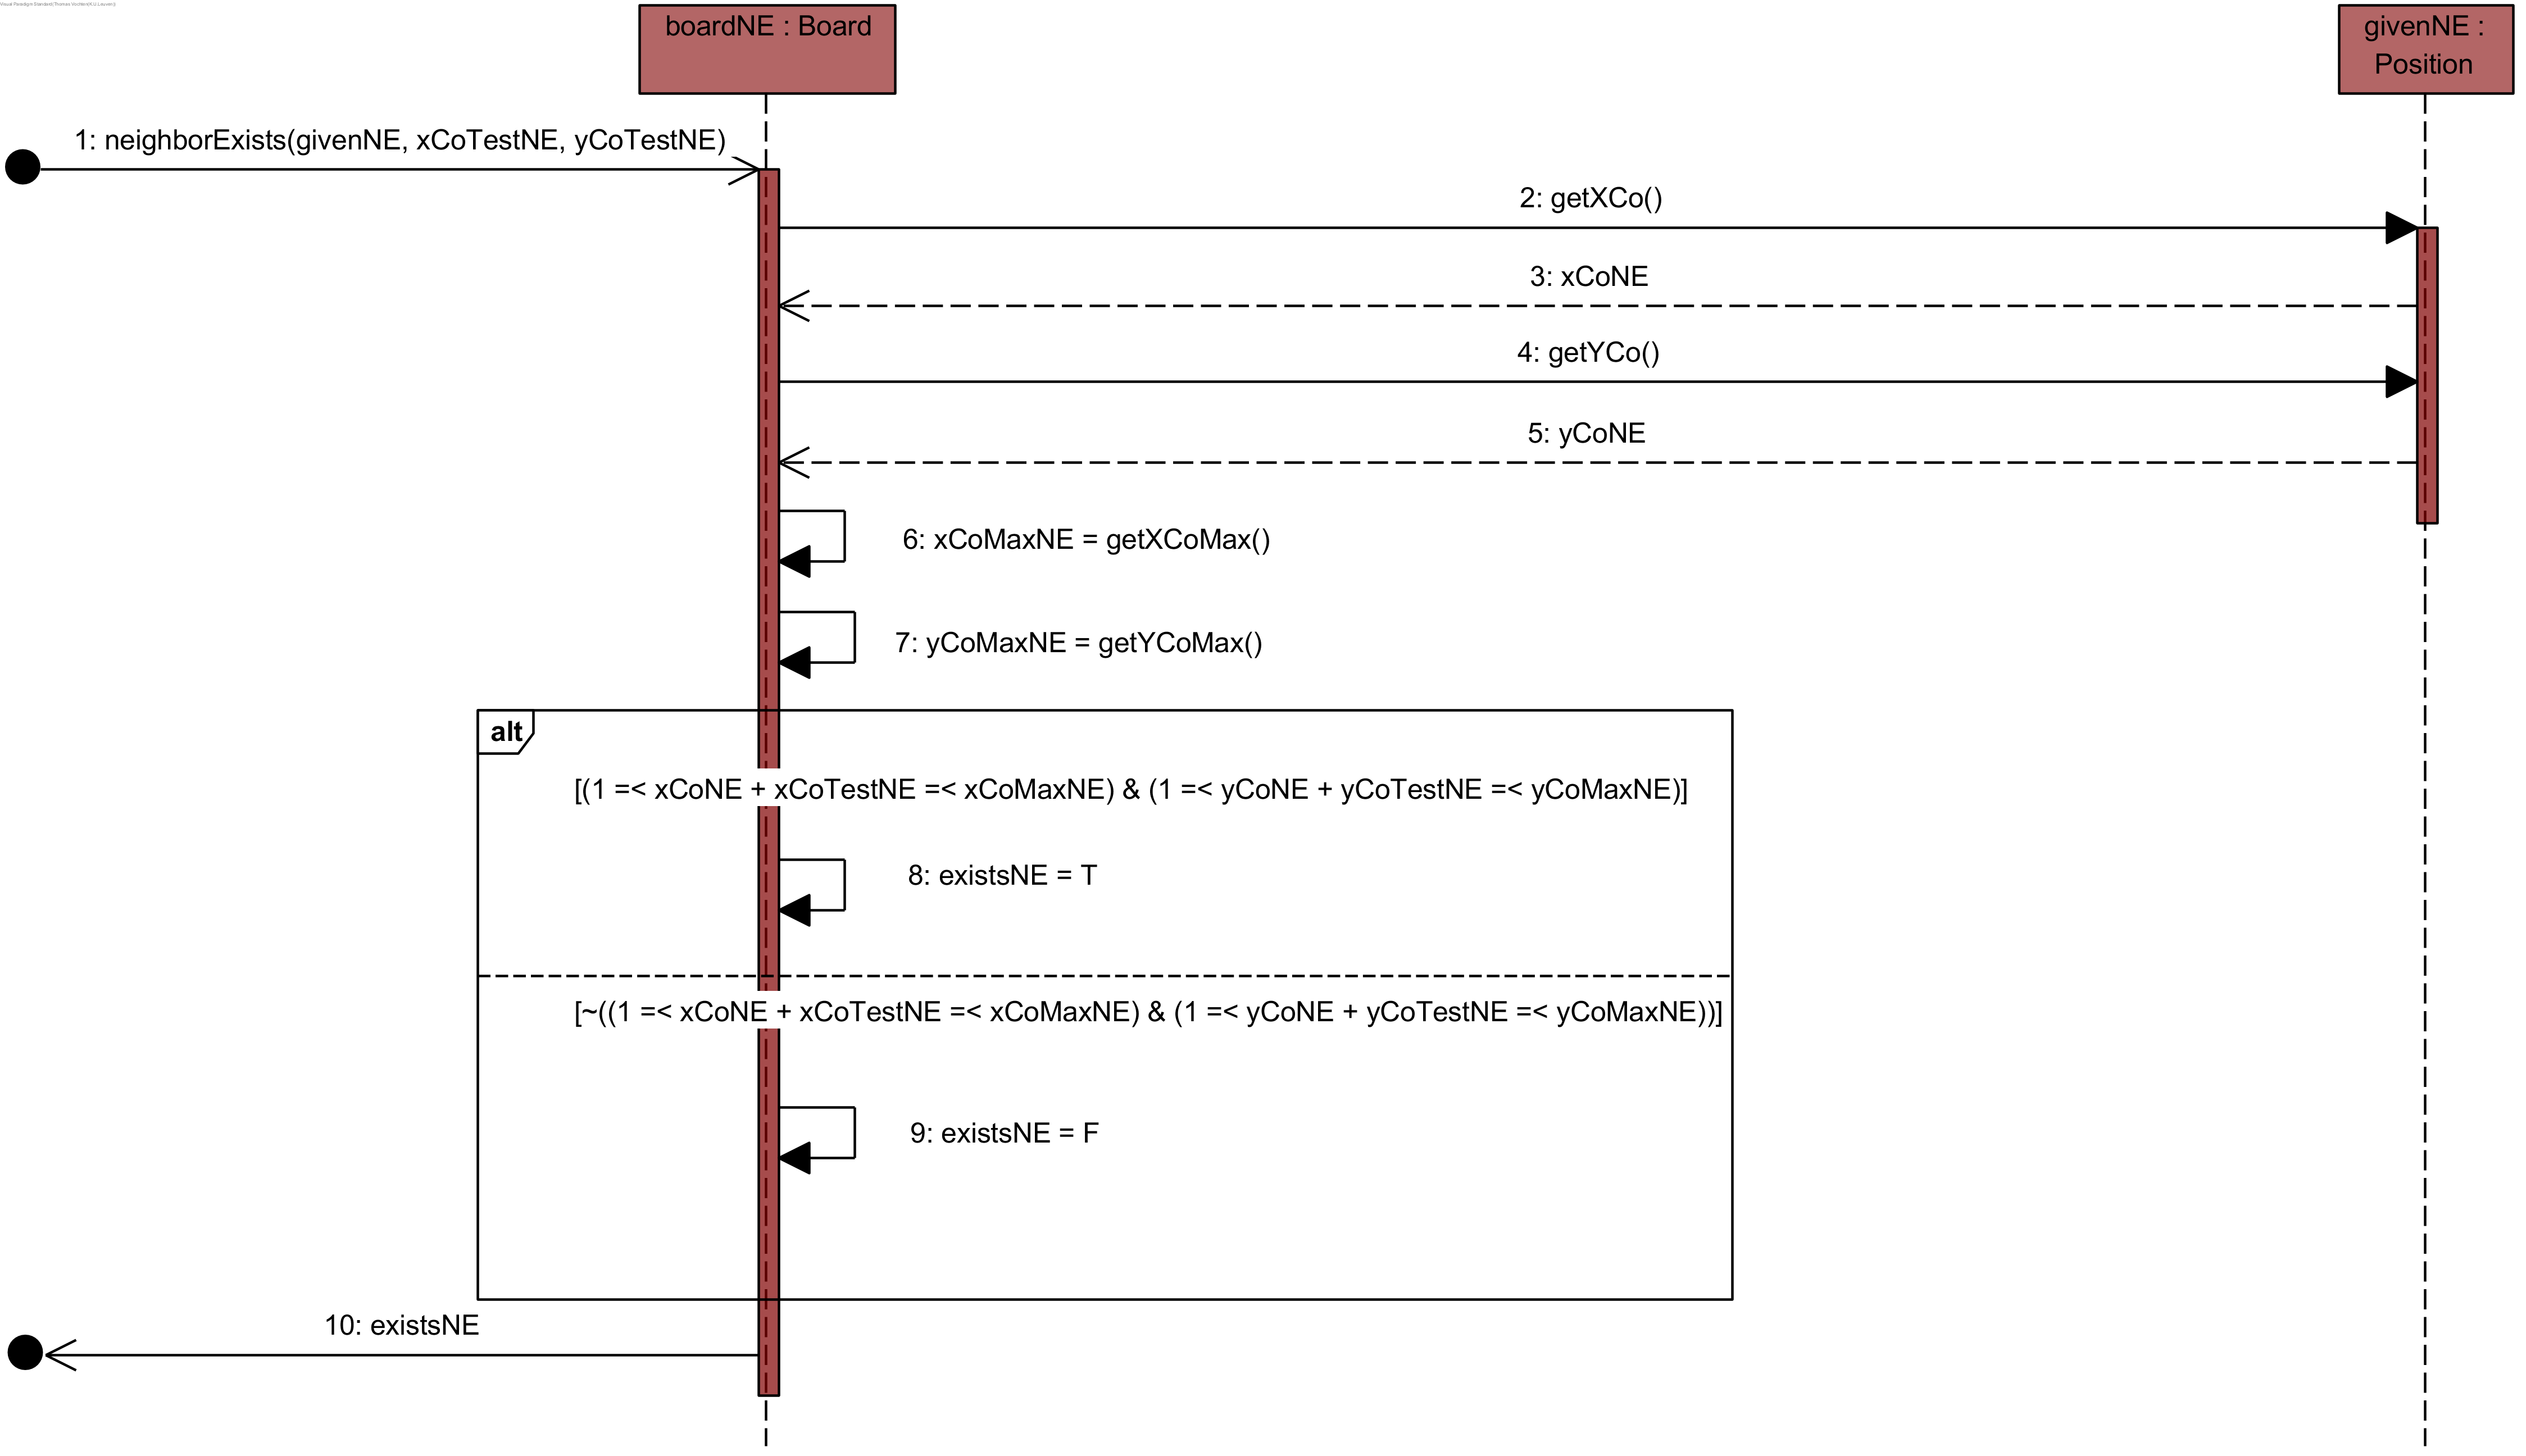 Visual Paradigm Standard(Thomas Vochten(KU Leuven))
boardNE : Board
givenNE :
Position
1: neighborExists(givenNE, xCoTestNE, yCoTestNE)
2: getXCo()
3: xCoNE
4: getYCo()
5: yCoNE
6: xCoMaxNE = getXCoMax()
7: yCoMaxNE = getYCoMax()
alt
[(1 =< xCoNE + xCoTestNE =< xCoMaxNE) & (1 =< yCoNE + yCoTestNE =< yCoMaxNE)]
8: existsNE = T
[~((1 =< xCoNE + xCoTestNE =< xCoMaxNE) & (1 =< yCoNE + yCoTestNE =< yCoMaxNE))]
9: existsNE = F
10: existsNE